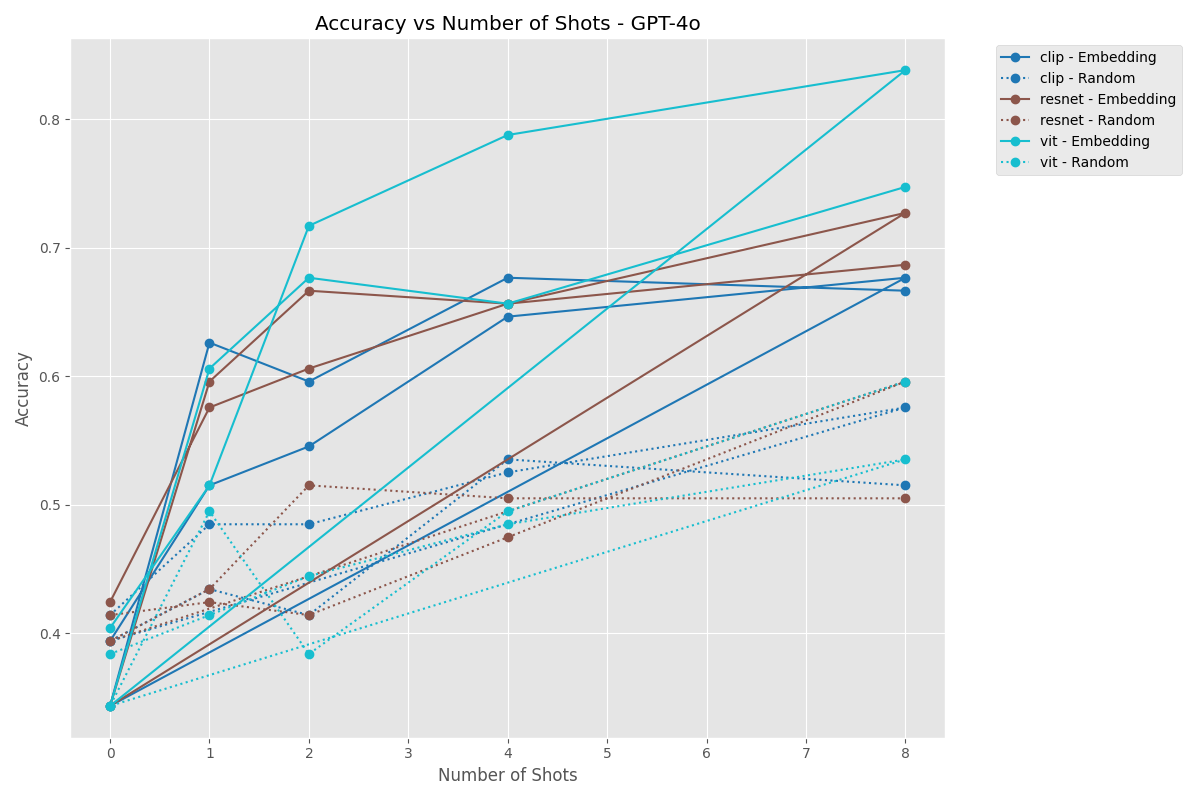 Accuracy vs Number of Shots - GPT-4o
clip - Embedding
clip - Random
resnet - Embedding
resnet - Random
vit - Embedding
vit - Random
Accuracy
0.8
0.7
0.6
0.5
0.4
0 1 2 3 4 5 6 7 8
Number of Shots